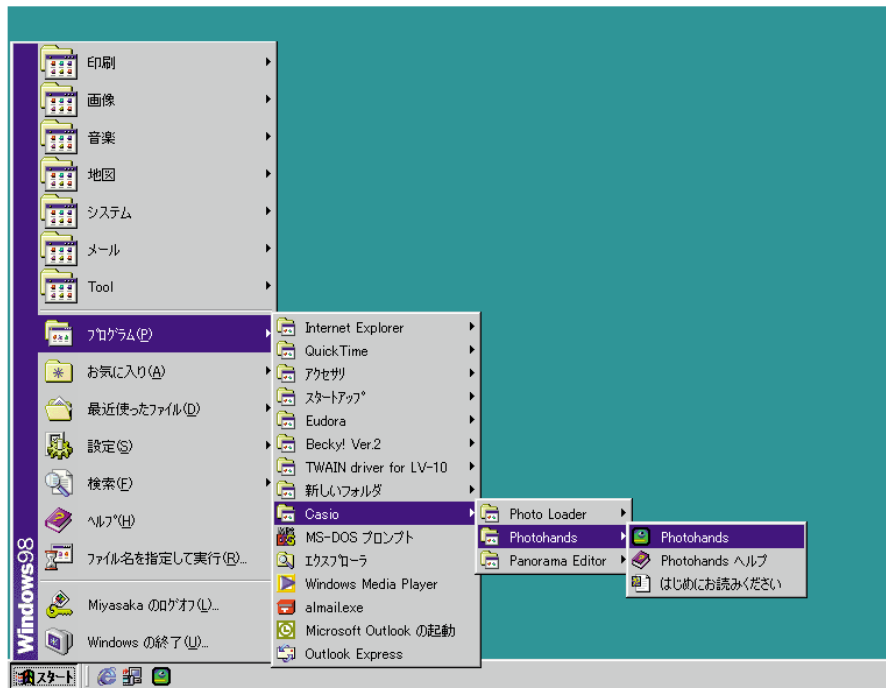 印刷
画像
音楽
地図
システム
メール
Tool
プログラム(P)
お気に入り(A)
最近使ったファイル(D)
設定(S)
検索(F)
ヘルプ(H)
ファイル名を指定して実行(R)...
Miyasaka のログオフ(L)...
Windows の終了(U)...
Windows98
スタート
Internet Explorer
QuickTime
アクセサリ
スタートアップ
Eudora
Becky! Ver.2
TWAIN driver for LV-10
新しいフォルダ
Casio
MS-DOS プロンプト
エクスプローラ
Windows Media Player
almail.exe
Microsoft Outlook の起動
Outlook Express
Photo Loader
Photohands
Panorama Editor
Photohands
Photohands ヘルプ
はじめにお読みください